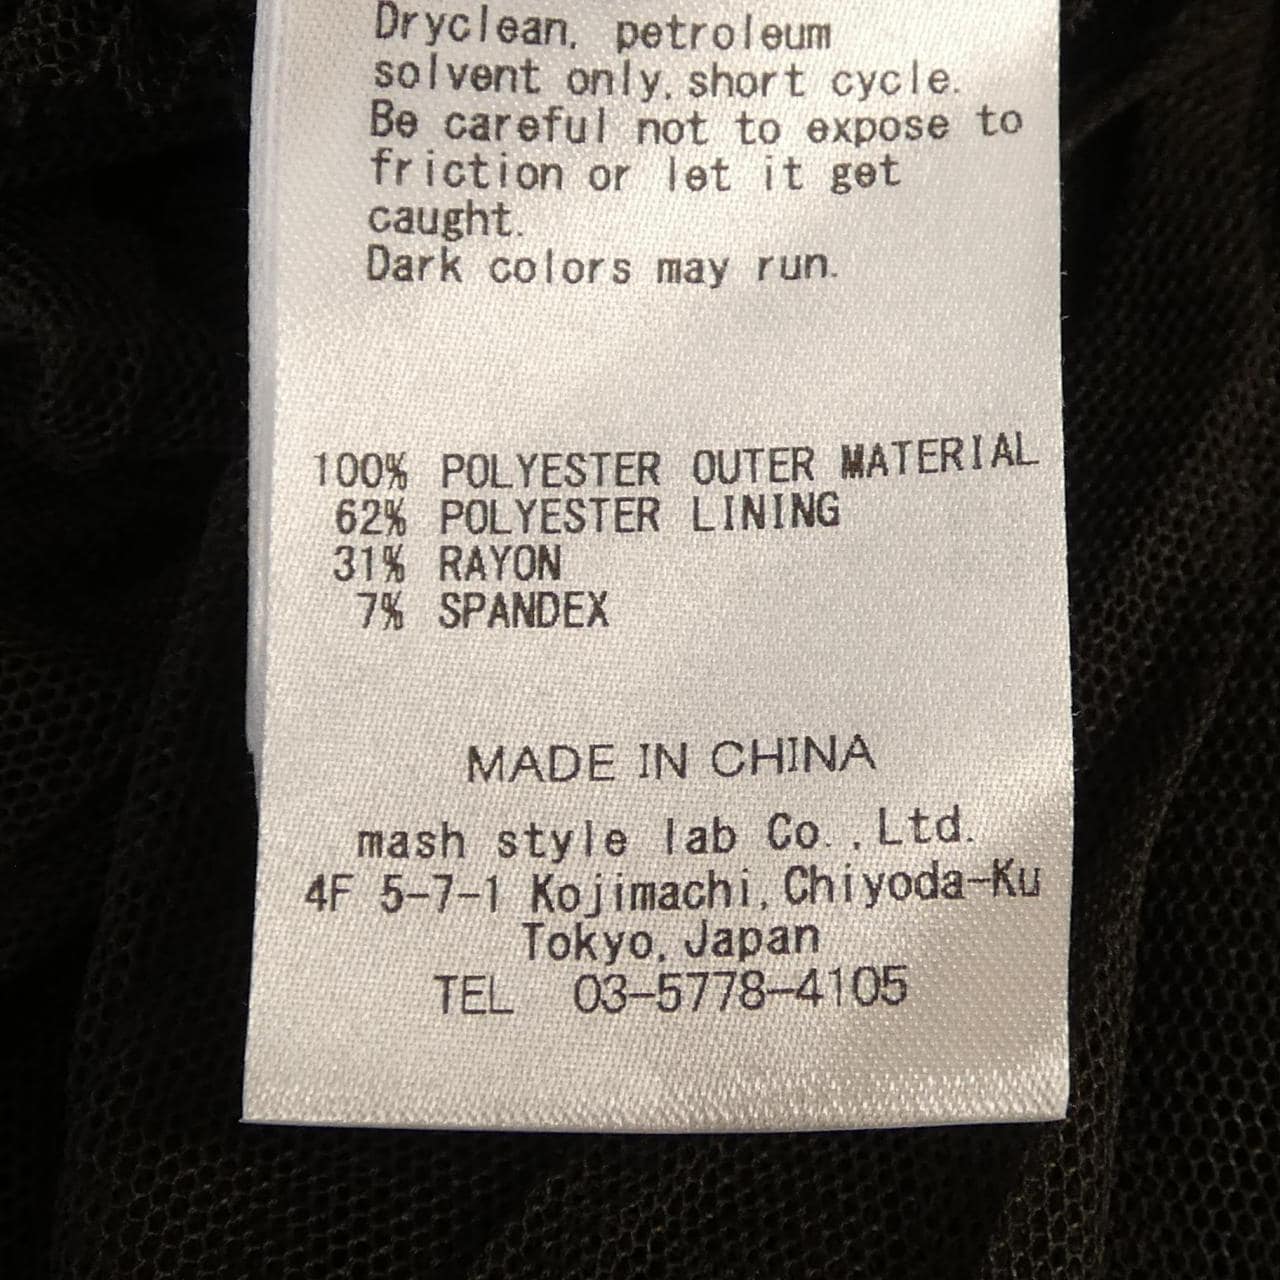 Dryclean, petroleum
solvent only, short cycle.
Be careful not to expose to
friction or let it get
caught.
Dark colors may run.
100% POLYESTER OUTER MATERIAL
62% POLYESTER LINING
31% RAYON
7% SPANDEX
MADE IN CHINA
mash style lab Co.,Ltd.
4F 5-7-1 Kojimachi, Chiyoda-Ku
Tokyo, Japan
TEL 03-5778-4105